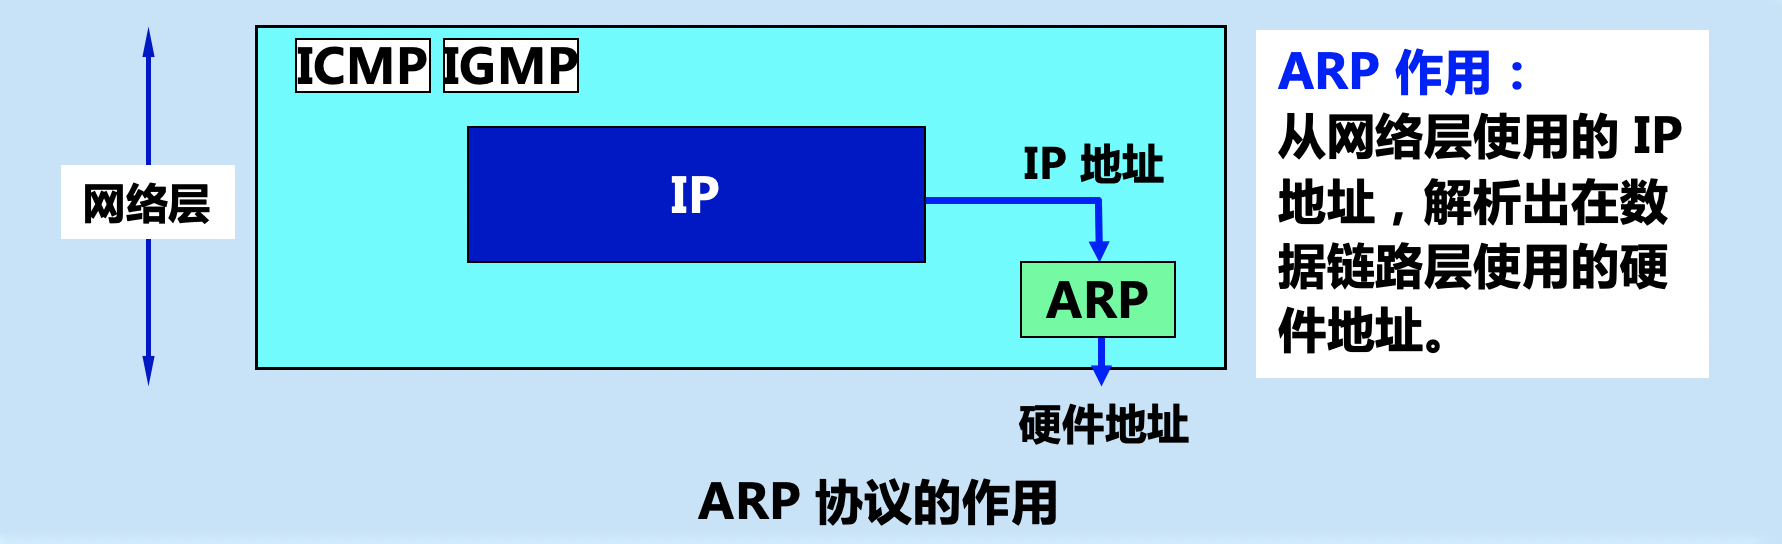 ICMP IGMP
IP
IP 地址
ARP
网络层
硬件地址
ARP 协议的作用
ARP 作用：
从网络层使用的 IP
地址，解析出在数
据链路层使用的硬
件地址。